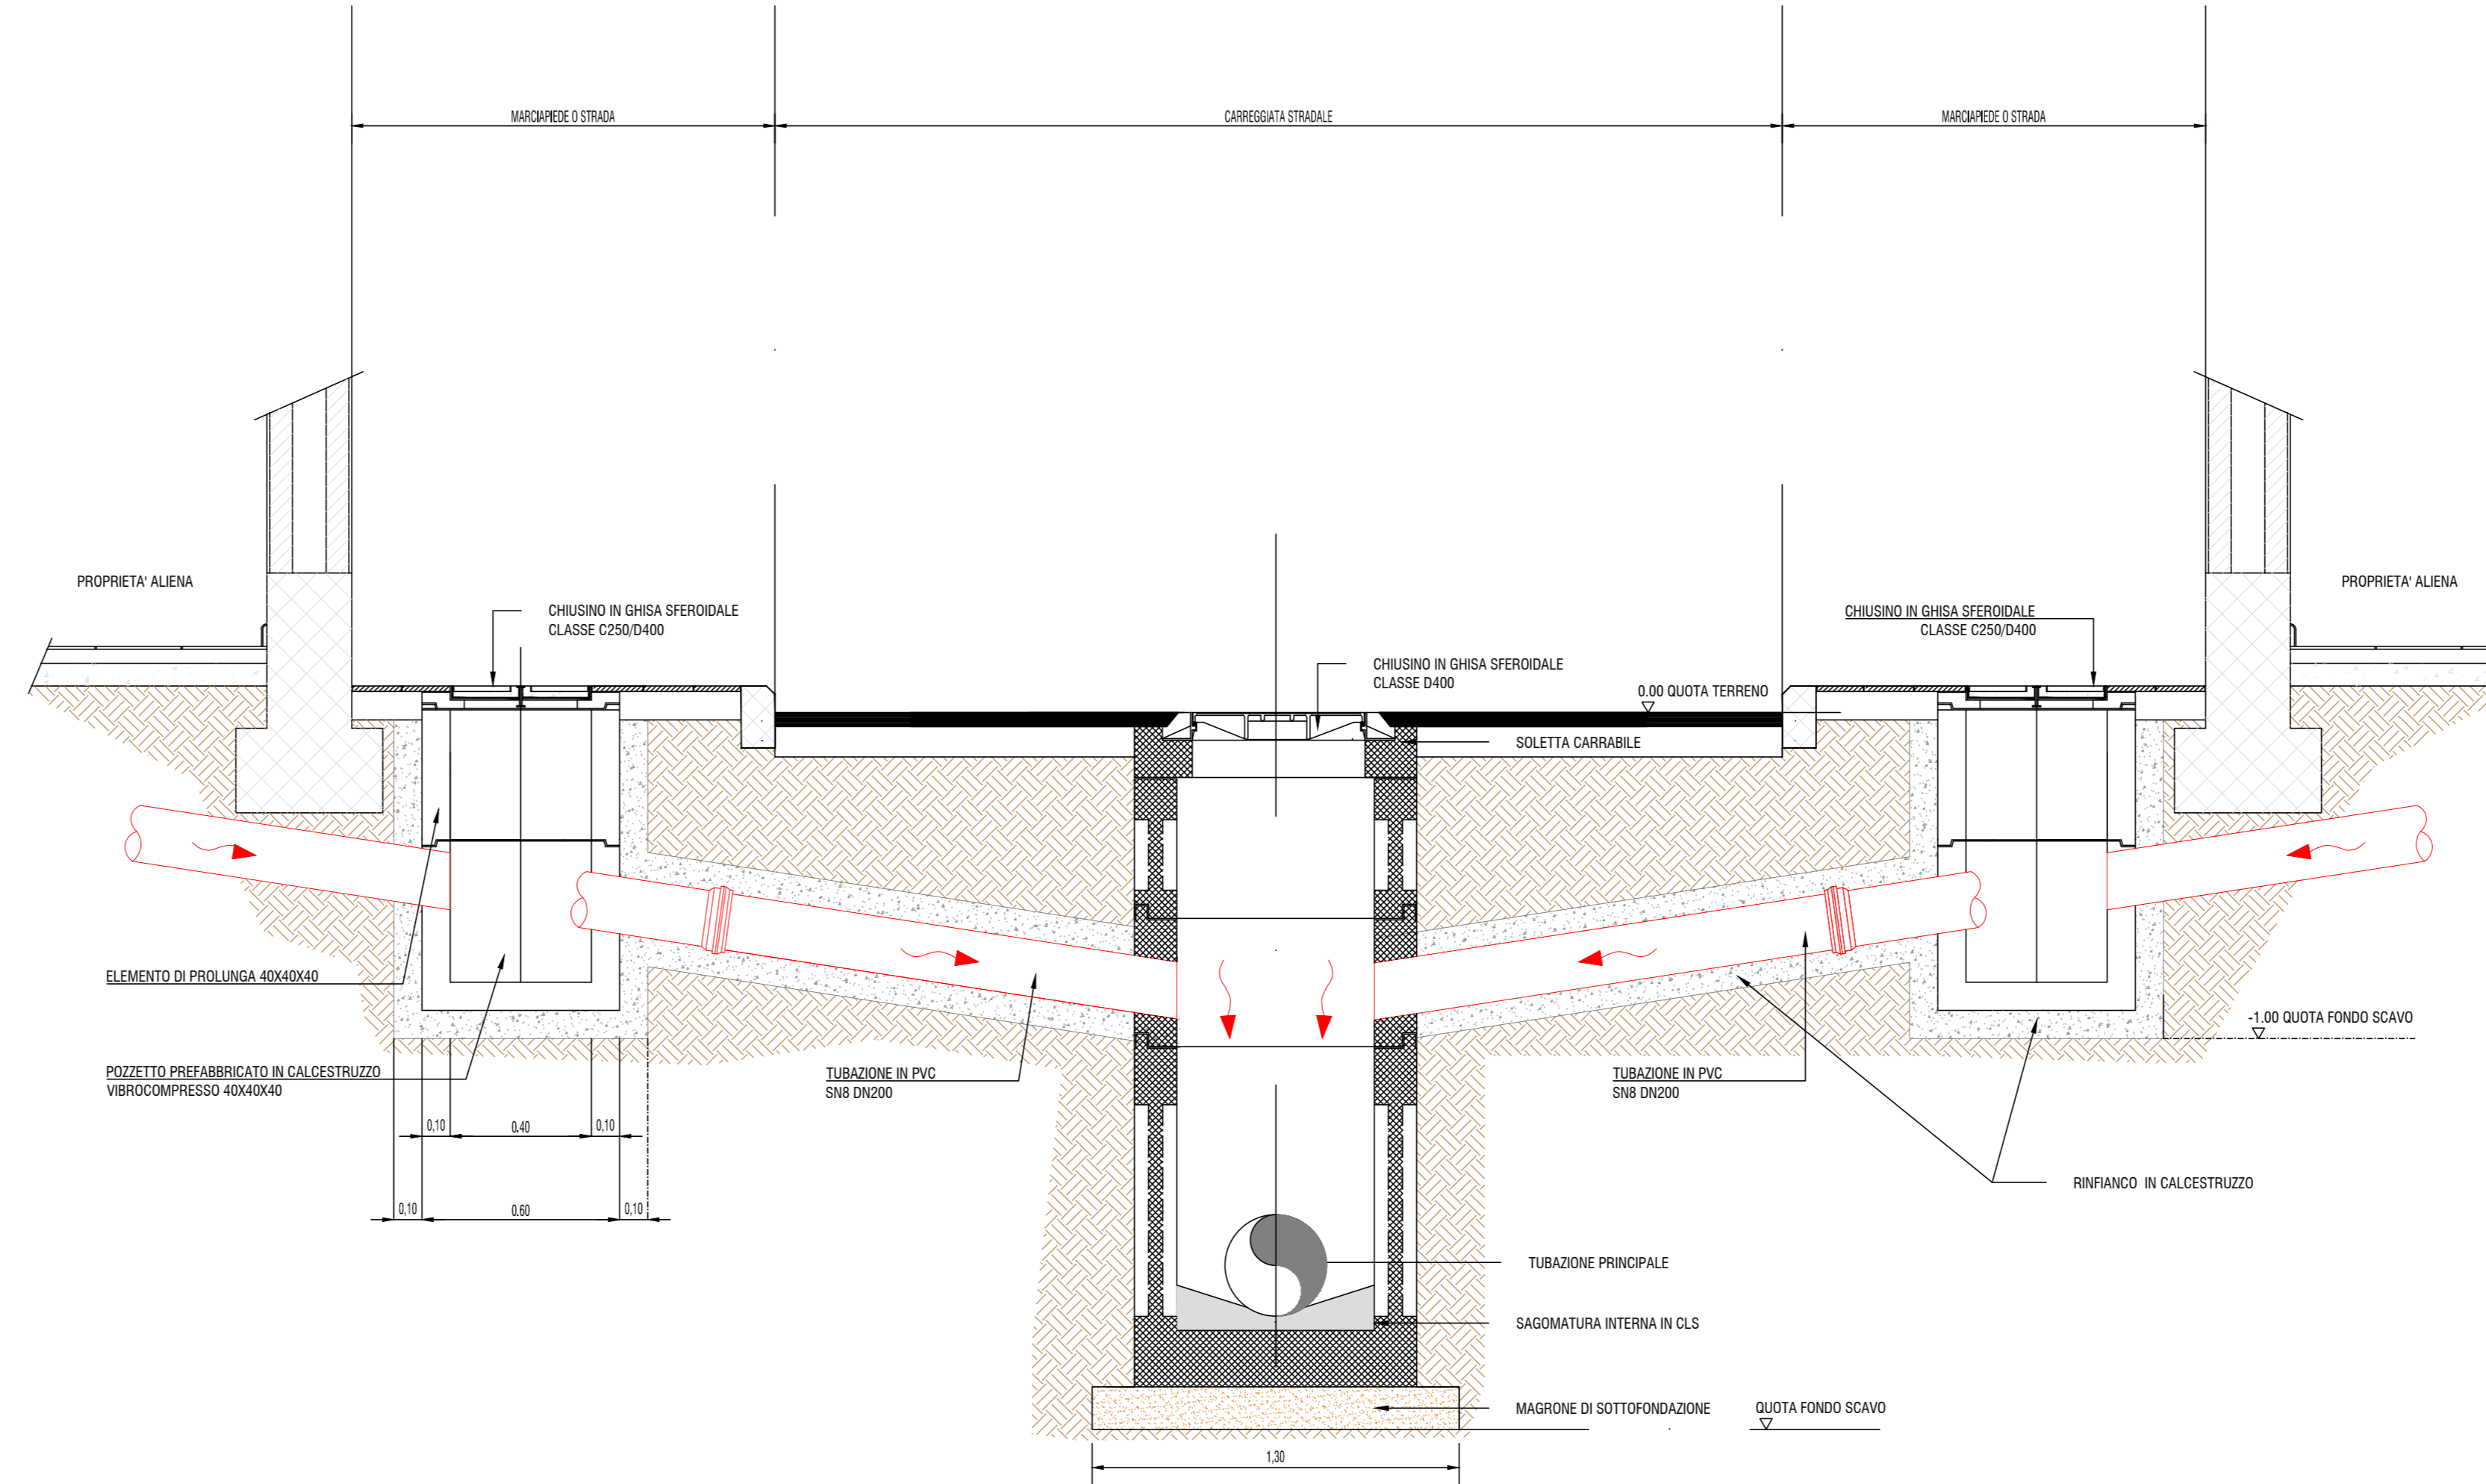 MARCIAPIEDE O STRADA
CARREGGIATA STRADALE
MARCIAPIEDE O STRADA
PROPRIETA' ALIENA
PROPRIETA' ALIENA
CHIUSINO IN GHISA SFEROIDALE
CLASSE C250/D400
CHIUSINO IN GHISA SFEROIDALE
CLASSE C250/D400
CHIUSINO IN GHISA SFEROIDALE
CLASSE D400
0.00 QUOTA TERRENO
SOLETTA CARRABILE
ELEMENTO DI PROLUNGA 40X40X40
-1.00 QUOTA FONDO SCAVO
POZZETTO PREFABBRICATO IN CALCESTRUZZO
VIBROCOMPRESSO 40X40X40
TUBAZIONE IN PVC
SN8 DN200
TUBAZIONE IN PVC
SN8 DN200
0,10
0.40
0,10
RINFIANCO  IN CALCESTRUZZO
0,10
0.60
0,10
TUBAZIONE PRINCIPALE
SAGOMATURA INTERNA IN CLS
MAGRONE DI SOTTOFONDAZIONE
QUOTA FONDO SCAVO
1,30